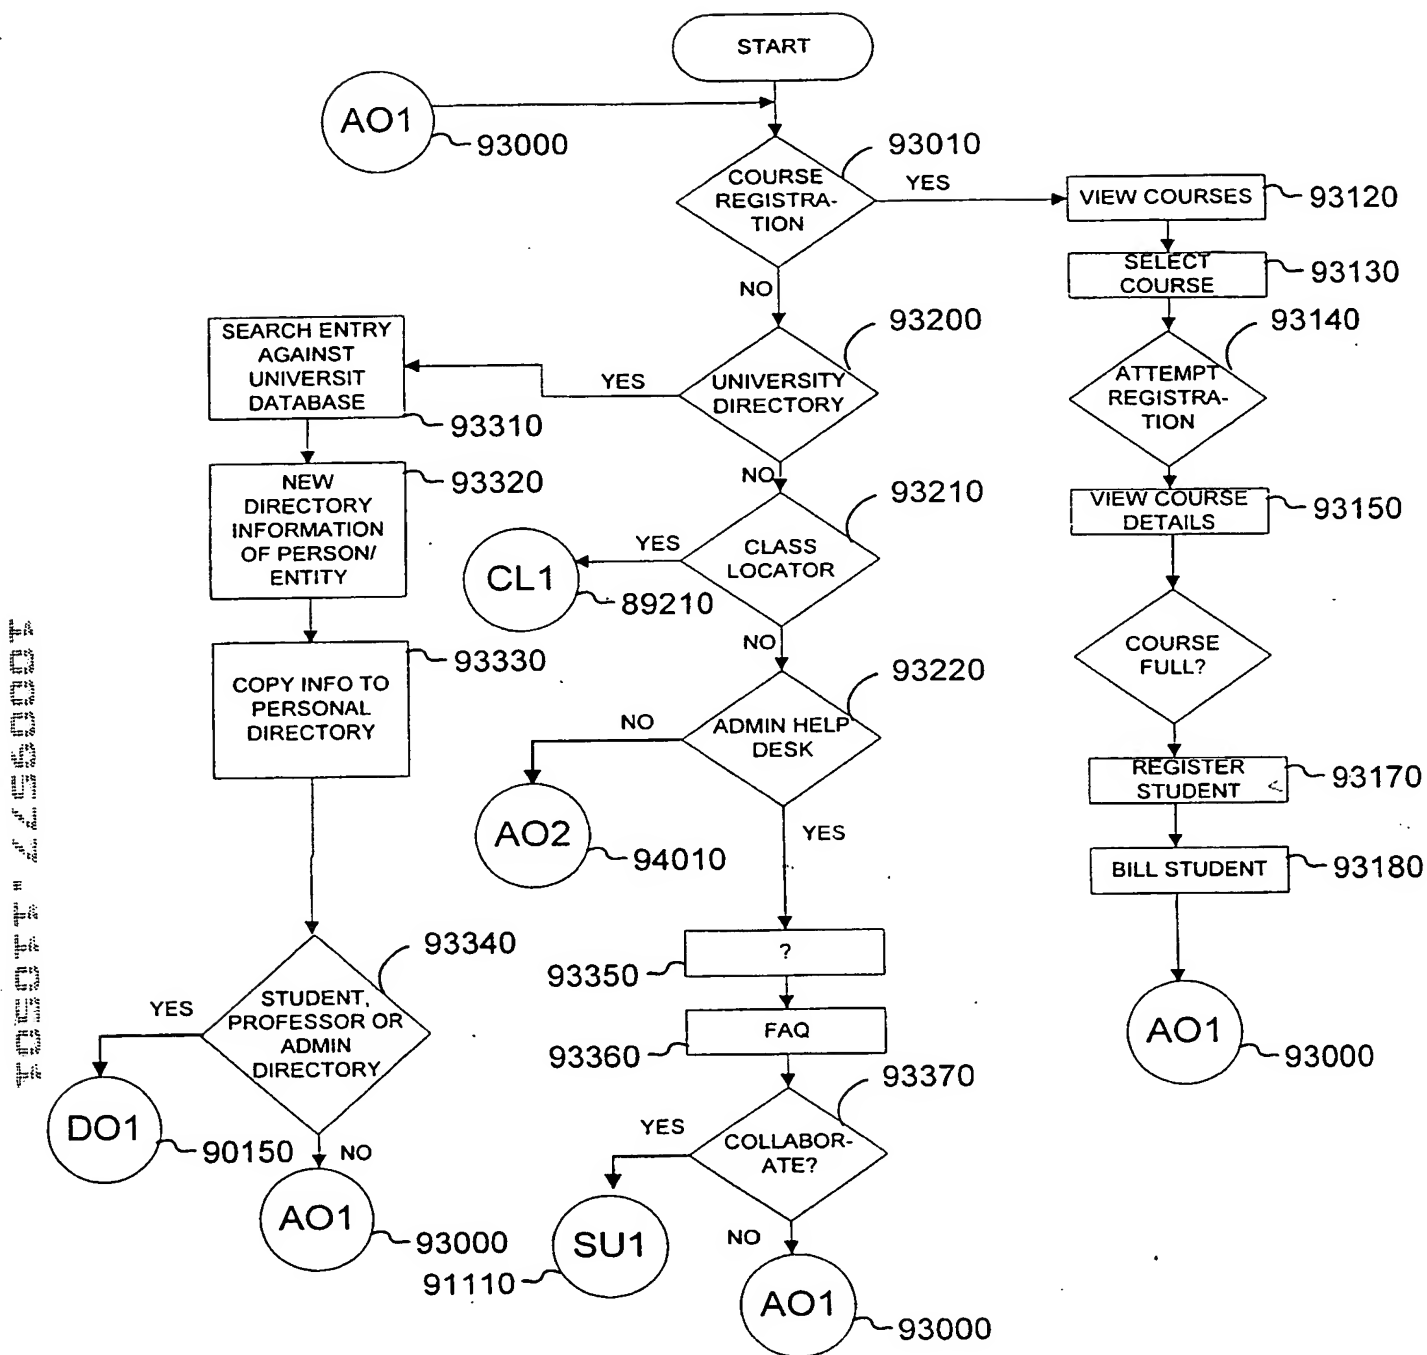 START
AO1
93000
93010
COURSE
REGISTRA-
TION
YES
VIEW COURSES
93120
SELECT
COURSE
93130
NO
93200
UNIVERSITY
DIRECTORY
YES
SEARCH ENTRY
AGAINST
UNIVERSIT
DATABASE
93310
93140
ATTEMPT
REGISTRA-
TION
NEW
DIRECTORY
INFORMATION
OF PERSON/
ENTITY
93320
NO
93210
CLASS
LOCATOR
YES
CL1
89210
VIEW COURSE
DETAILS
93150
COPY INFO TO
PERSONAL
DIRECTORY
93330
NO
93220
ADMIN HELP
DESK
NO
AO2
94010
YES
COURSE
FULL?
REGISTER
STUDENT
93170
BILL STUDENT
93180
AO1
93000
93340
STUDENT,
PROFESSOR OR
ADMIN
DIRECTORY
YES
DO1
90150
NO
AO1
93000
?
93350
FAQ
93360
93370
COLLABOR-
ATE?
YES
SU1
91110
NO
AO1
93000
10009577.111501